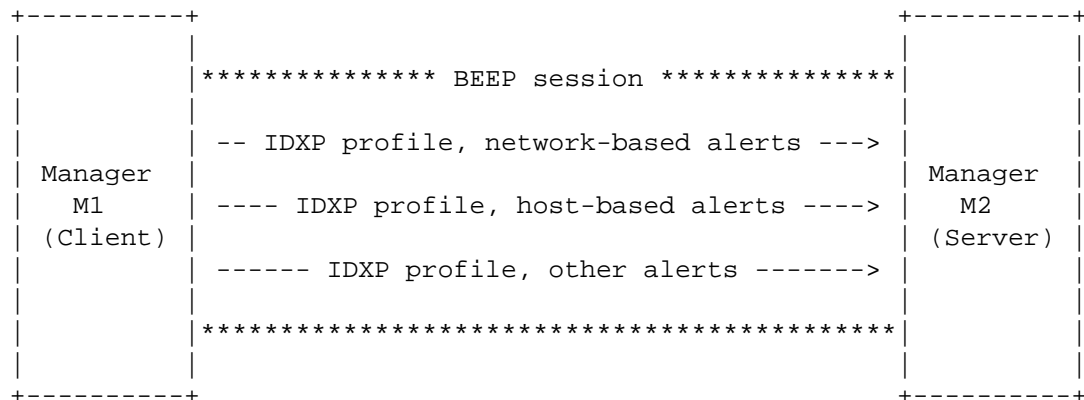 +----------+                                                +----------+
|          |                                                |          |
|          |*************** BEEP session ***************|          |
|          |                                                |          |
|          | -- IDXP profile, network-based alerts ---> |          |
| Manager  |                                                | Manager  |
|   M1     | ---- IDXP profile, host-based alerts ----> |   M2     |
| (Client) |                                                | (Server) |
|          | ------ IDXP profile, other alerts -------> |          |
|          |                                                |          |
|          |********************************************|          |
|          |                                                |          |
+----------+                                                +----------+